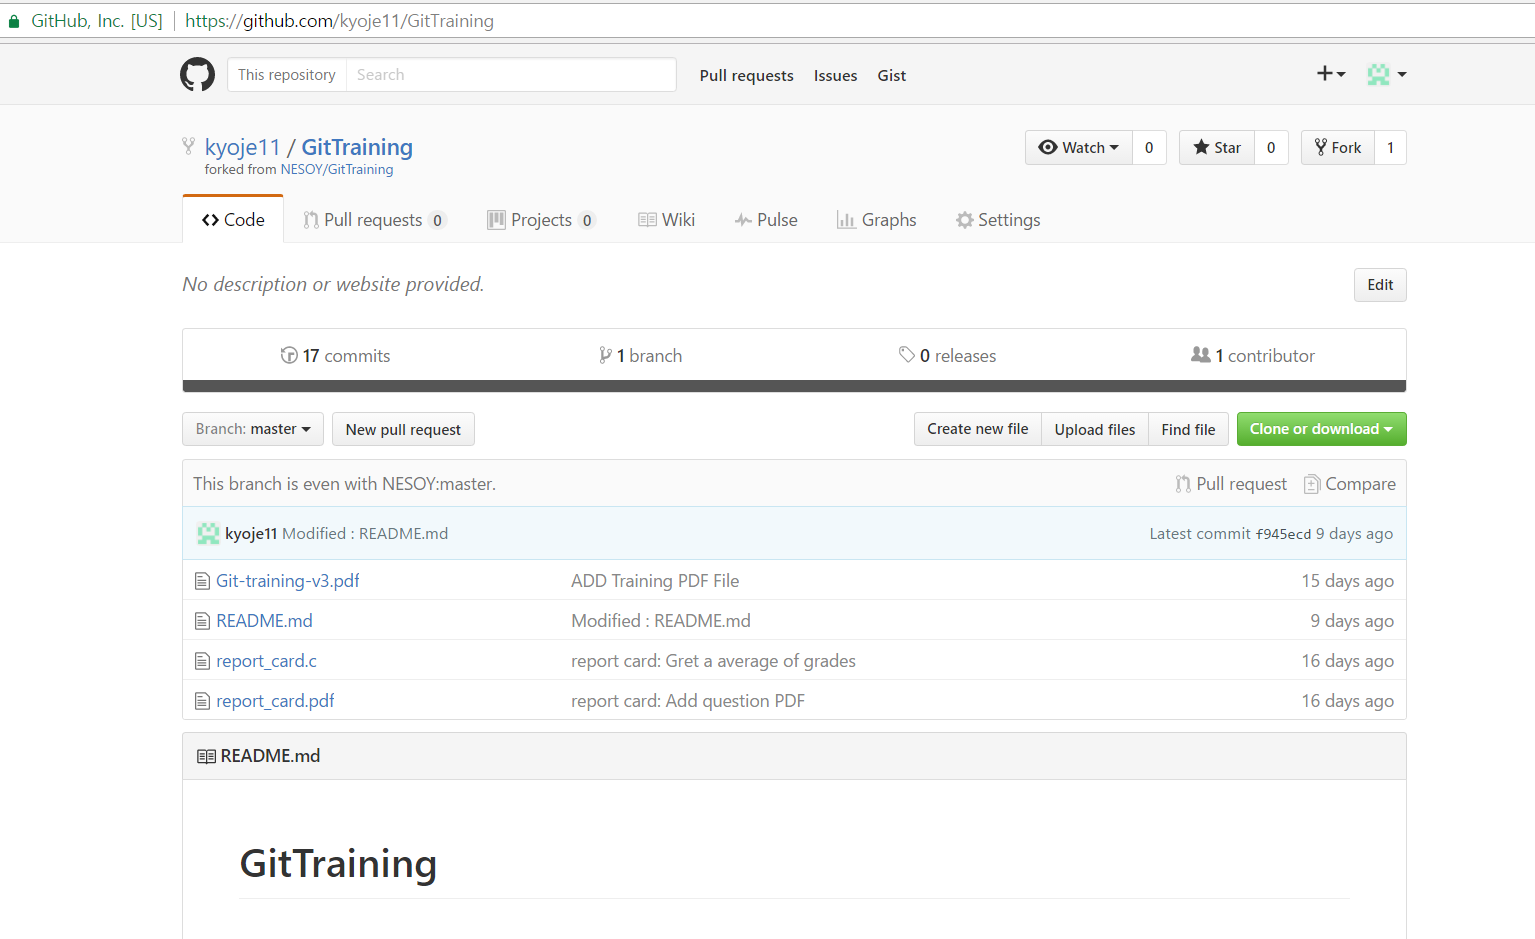 GitHub, Inc. [US] https://github.com/kyoje11/GitTraining
This repository Search Pull requests Issues Gist
kyoje11 / GitTraining
forked from NESOY/GitTraining
Watch 0 Star 0 Fork 1
Code Pull requests 0 Projects 0 Wiki Pulse Graphs Settings
No description or website provided. Edit
17 commits 1 branch 0 releases 1 contributor
Branch: master New pull request Create new file Upload files Find file Clone or download
This branch is even with NESOY:master. Pull request Compare
kyoje11 Modified : README.md Latest commit f945ecd 9 days ago
Git-training-v3.pdf ADD Training PDF File 15 days ago
README.md Modified : README.md 9 days ago
report_card.c report card: Gret a average of grades 16 days ago
report_card.pdf report card: Add question PDF 16 days ago
README.md
GitTraining